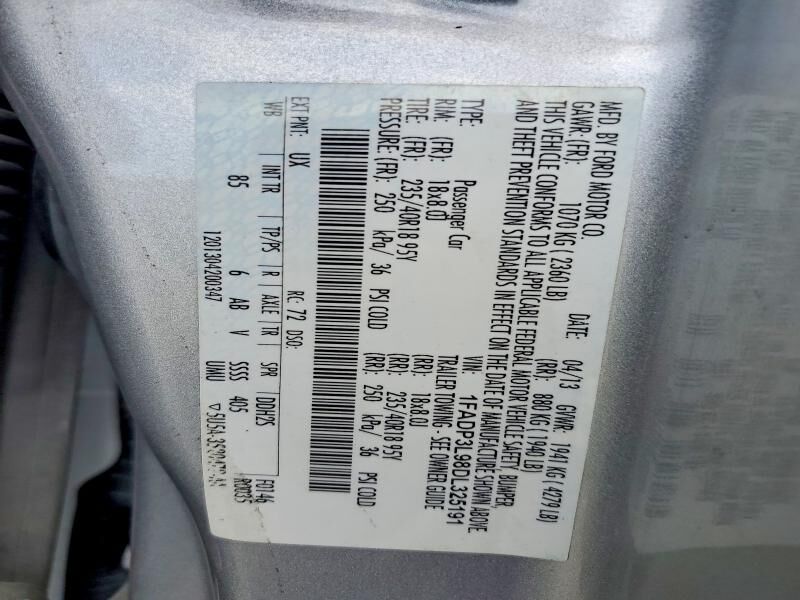 MFD. BY FORD MOTOR CO.
DATE: 04/13 GVWR: 1941 KG ( 4279 LB)
GAWR: (FR): 1070 KG ( 2360 LB) (RR): 880 KG ( 1940 LB)
THIS VEHICLE CONFORMS TO ALL APPLICABLE FEDERAL MOTOR VEHICLE SAFETY, BUMPER,
AND THEFT PREVENTION STANDARDS IN EFFECT ON THE DATE OF MANUFACTURE SHOWN ABOVE
VIN: 1FADP3L98DL325191
TYPE: Passenger Car TRAILER TOWING - SEE OWNER GUIDE
RIM: (FR): 18x8.0J (RR): 18x8.0J
TIRE: (FR): 235/40R18 95Y (RR): 235/40R18 95Y
PRESSURE (FR): 250 kPa/ 36 PSI COLD (RR): 250 kPa/ 36 PSI COLD
EXT PNT: UX RC: 72 DSO: F0146
R0035
WB INT TR TP/PS R AXLE TR SPR DDH2S
85 6 AB V SSSS 405
1201304200347 UNU